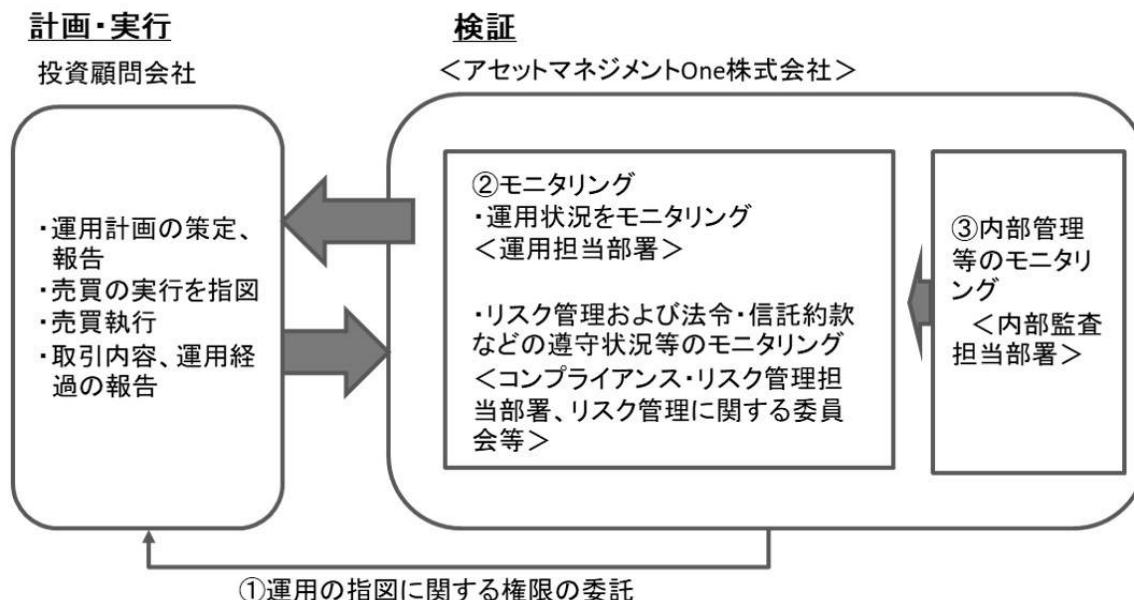 計画・実行
投資顧問会社
・運用計画の策定、
報告
・売買の実行を指図
・売買執行
・取引内容、運用経
過の報告
検証
＜アセットマネジメントOne株式会社＞
②モニタリング
・運用状況をモニタリング
＜運用担当部署＞
・リスク管理および法令・信託約款
などの遵守状況等のモニタリング
＜コンプライアンス・リスク管理担
当部署、リスク管理に関する委員
会等＞
③内部管理
等のモニタリ
ング
＜内部監査
担当部署＞
①運用の指図に関する権限の委託